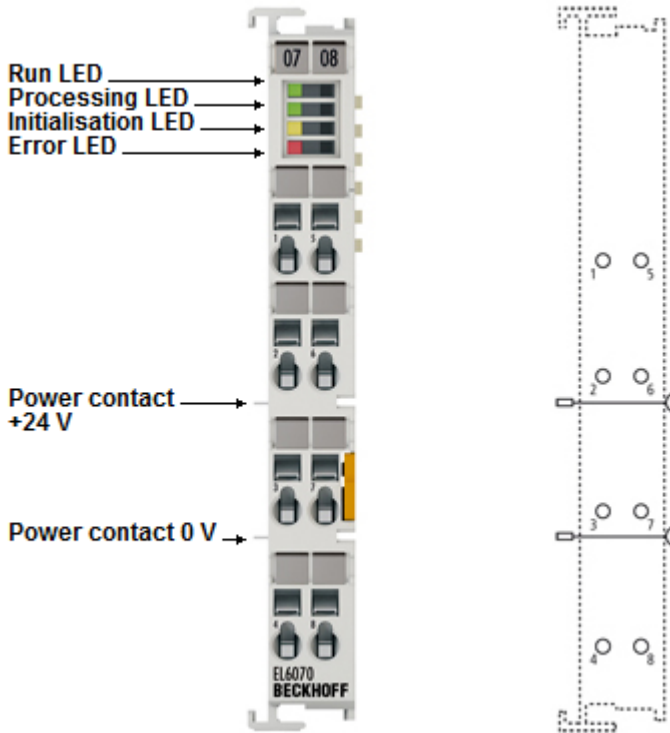 07 08
Run LED
Processing LED
Initialisation LED
Error LED
1 5
1 5
2 6
2 6
Power contact
+24 V
3 7
3 7
Power contact 0 V
4 8
4 8
EL6070
BECKHOFF